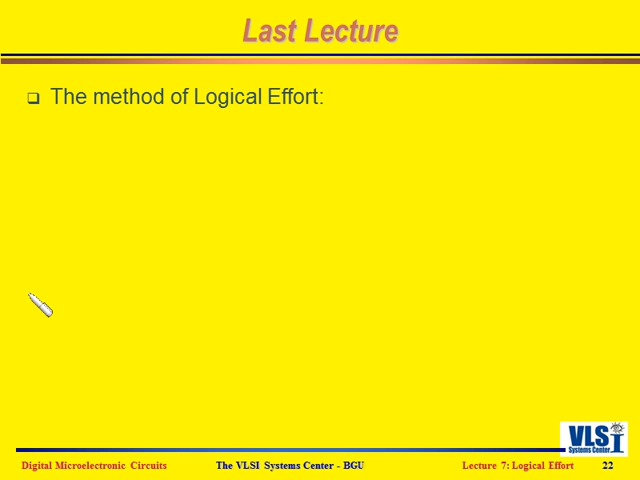 Last Lecture
The method of Logical Effort:
VLSI
Systems Center
Digital Microelectronic Circuits
The VLSI Systems Center - BGU
Lecture 7: Logical Effort
22